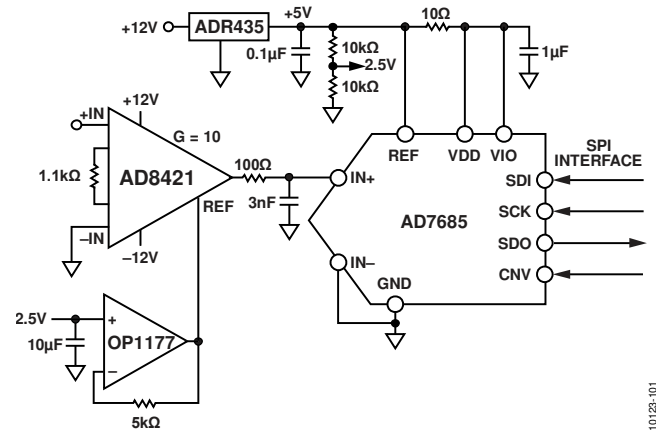 +12V
ADR435
+5V
0.1µF
10kΩ
2.5V
10kΩ
10Ω
1µF
+IN
+12V
G = 10
1.1kΩ
AD8421
100Ω
REF
3nF
–IN
–12V
REF
VDD
VIO
SPI
INTERFACE
IN+
SDI
SCK
AD7685
SDO
IN–
GND
CNV
2.5V
10µF
+
OP1177
–
5kΩ
10123-101